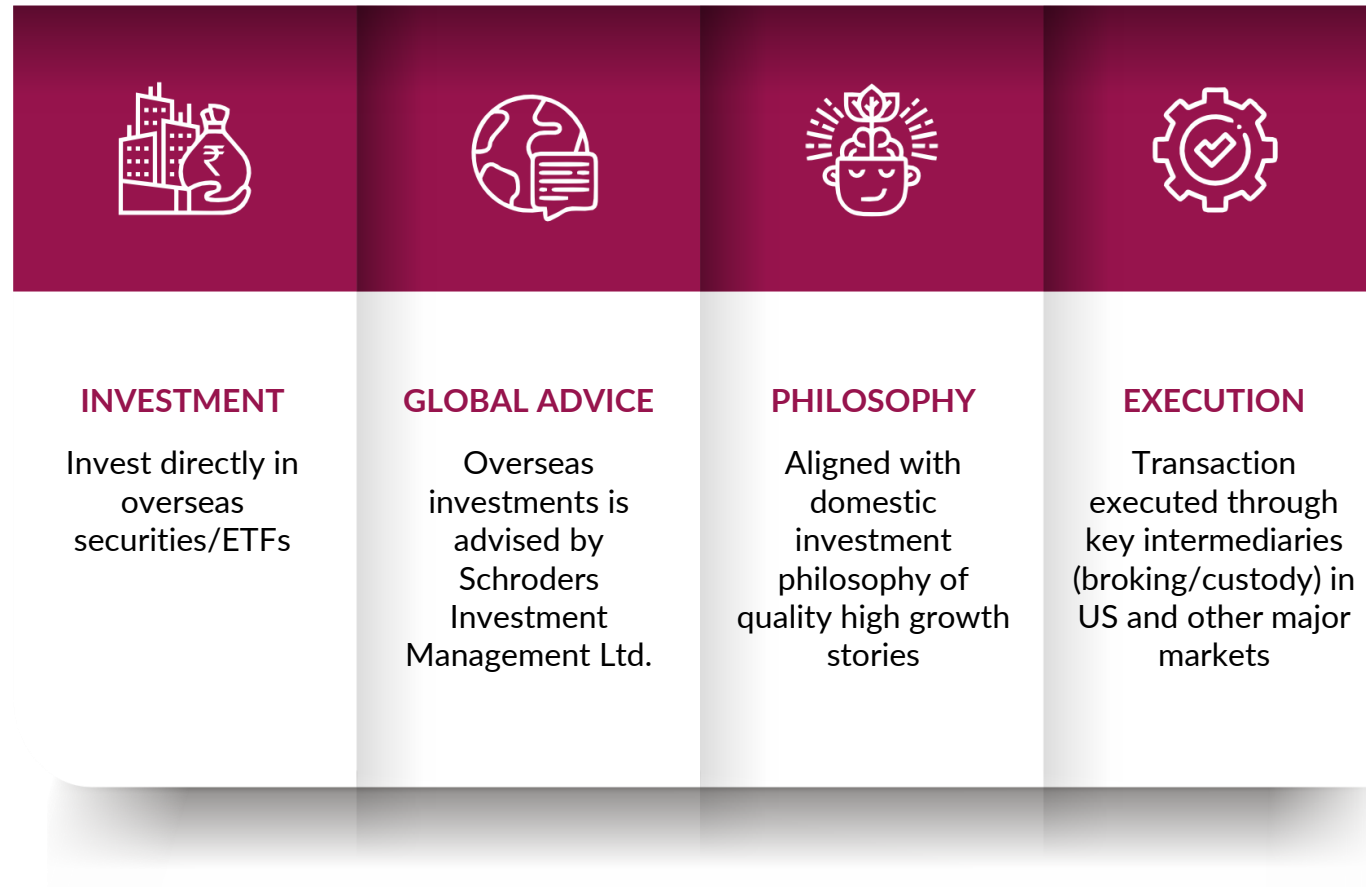 INVESTMENT
Invest directly in
overseas
securities/ETFs
GLOBAL ADVICE
Overseas
investments is
advised by
Schroders
Investment
Management Ltd.
PHILOSOPHY
Aligned with
domestic
investment
philosophy of
quality high growth
stories
EXECUTION
Transaction
executed through
key intermediaries
(broking/custody) in
US and other major
markets